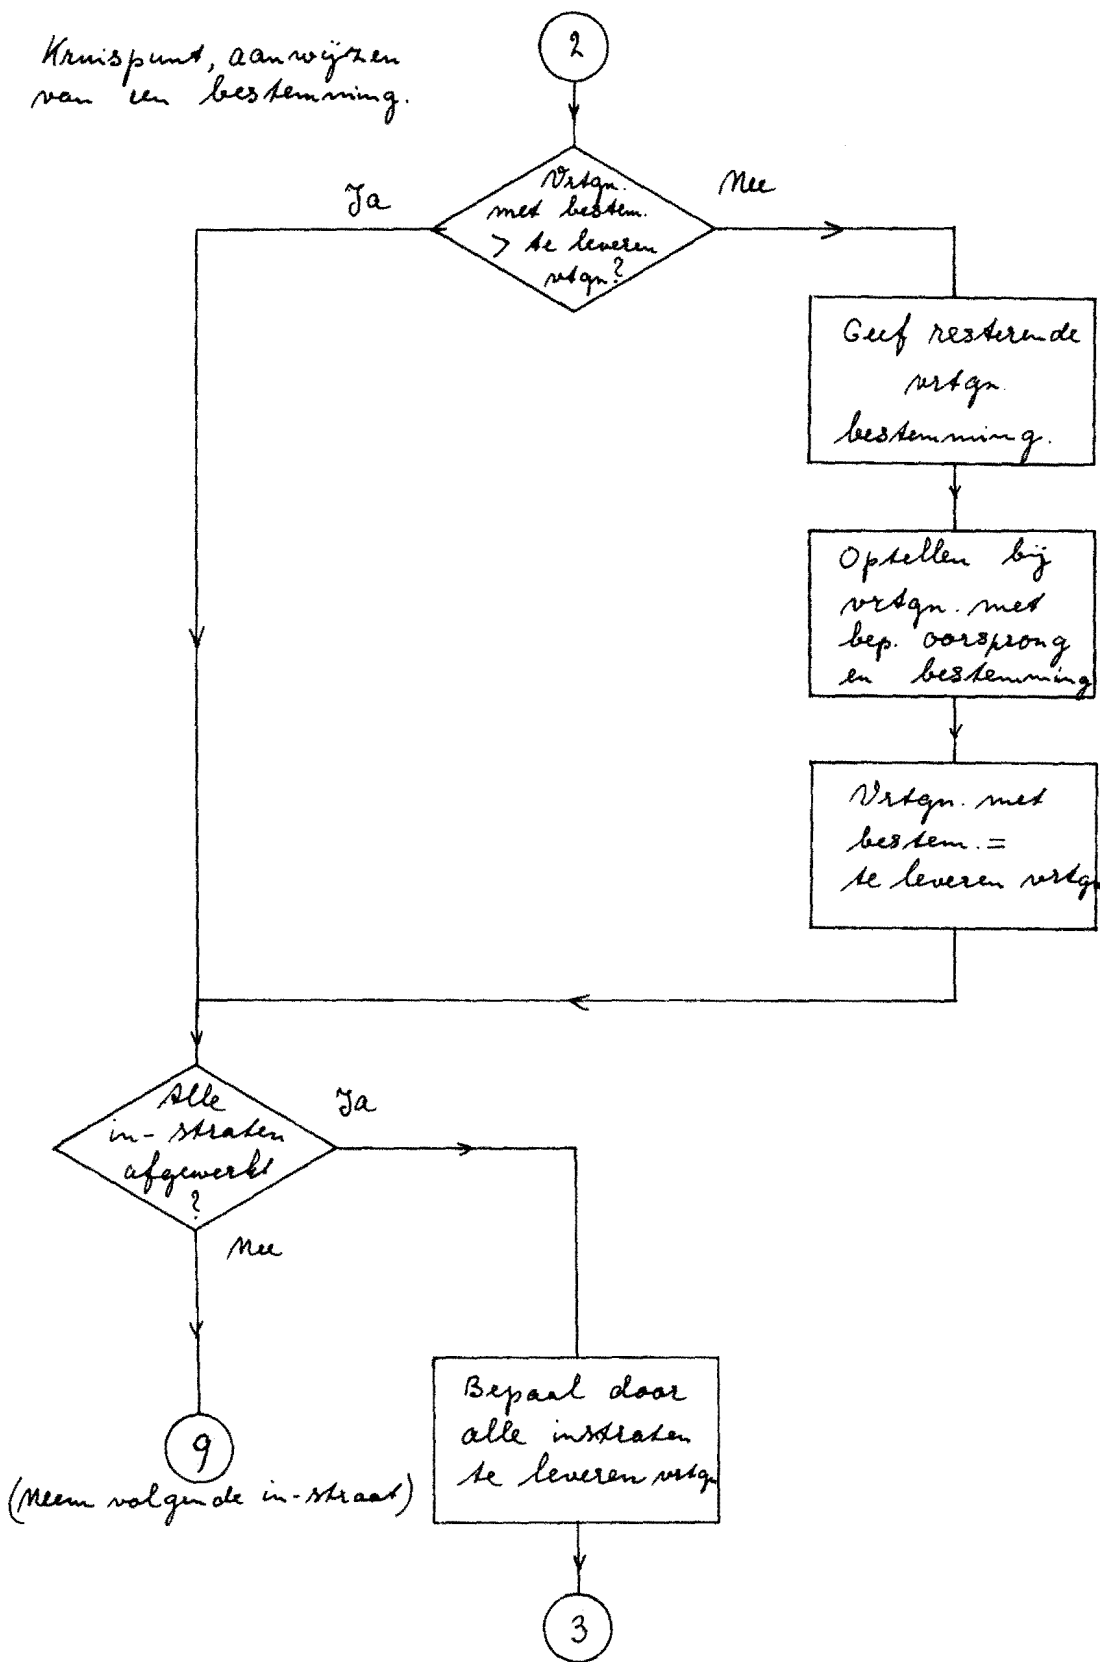 Kruispunt, aanwijzen
van een bestemming.
2
Vrtgn.
met bestem.
> te leveren
vtgn?
Ja
Nee
Geef resterende
vrtgn.
bestemming.
Optellen bij
vrtgn. met
bep. oorsprong
en bestemming
Vrtgn. met
bestem. =
te leveren vrtgn
Alle
in-straten
afgewerkt
?
Ja
Nee
9
(Neem volgende in-straat)
Bepaal door
alle instraten
te leveren vrtgn
3